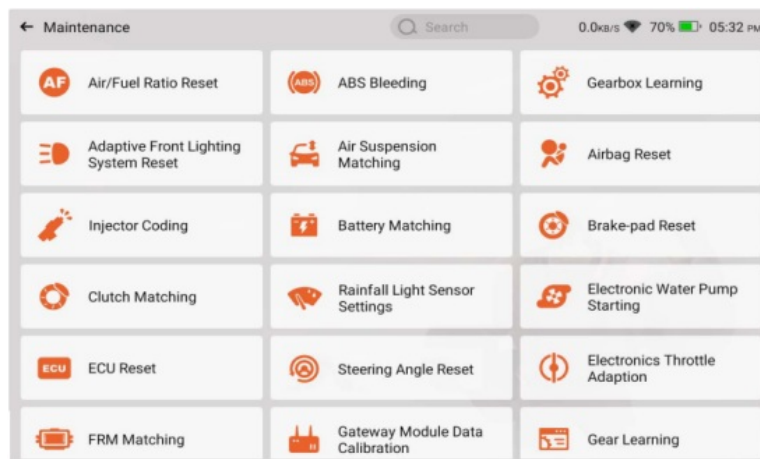 Maintenance
Search
0.0KB/S 70% 05:32 PM
AF Air/Fuel Ratio Reset
ABS ABS Bleeding
Gearbox Learning
Adaptive Front Lighting
System Reset
Air Suspension
Matching
Airbag Reset
Injector Coding
Battery Matching
Brake-pad Reset
Clutch Matching
Rainfall Light Sensor
Settings
Electronic Water Pump
Starting
ECU ECU Reset
Steering Angle Reset
Electronics Throttle
Adaption
FRM Matching
Gateway Module Data
Calibration
Gear Learning